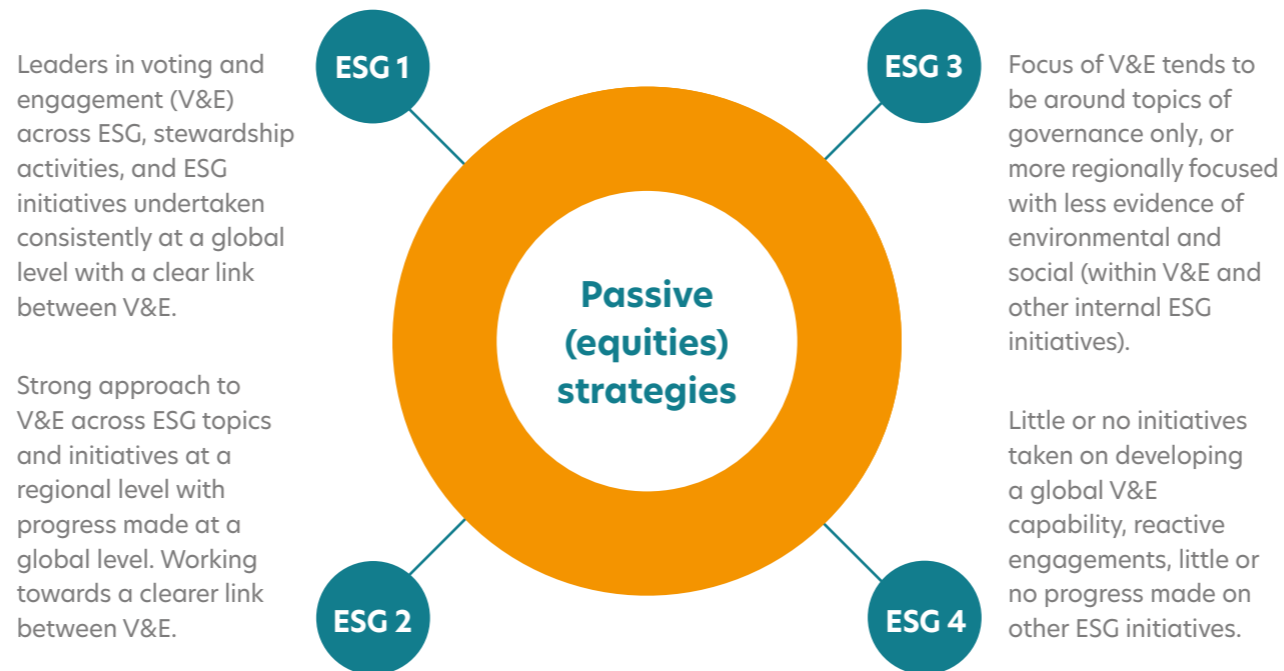 ESG 1
Leaders in voting and
engagement (V&E)
across ESG, stewardship
activities, and ESG
initiatives undertaken
consistently at a global
level with a clear link
between V&E.
ESG 2
Strong approach to
V&E across ESG topics
and initiatives at a
regional level with
progress made at a
global level. Working
towards a clearer link
between V&E.
Passive
(equities)
strategies
ESG 3
Focus of V&E tends to
be around topics of
governance only, or
more regionally focused
with less evidence of
environmental and
social (within V&E and
other internal ESG
initiatives).
ESG 4
Little or no initiatives
taken on developing
a global V&E
capability, reactive
engagements, little or
no progress made on
other ESG initiatives.